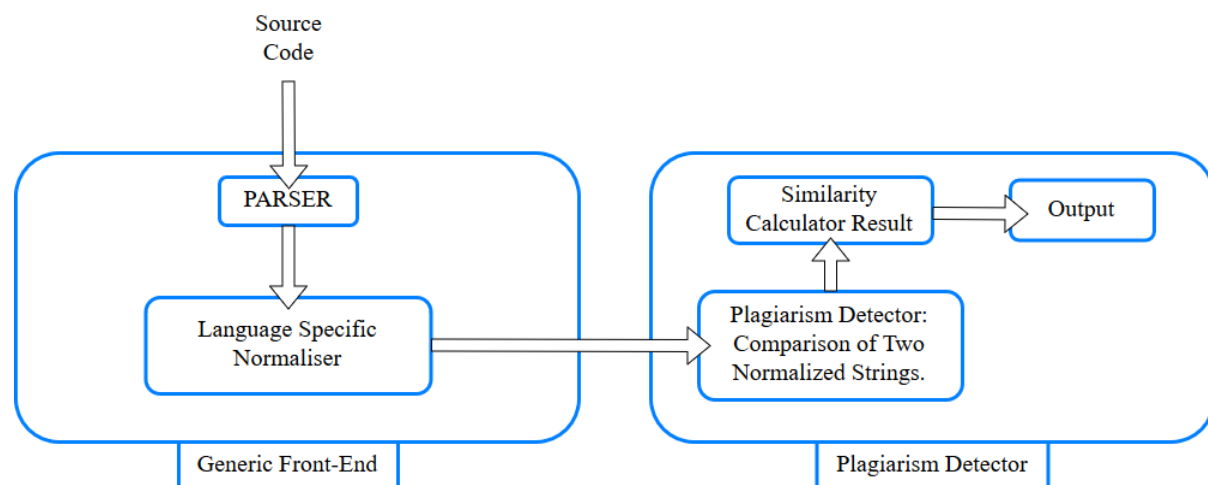 Source
Code
PARSER
Language Specific
Normaliser
Generic Front-End
Similarity
Calculator Result
Output
Plagiarism Detector:
Comparison of Two
Normalized Strings.
Plagiarism Detector